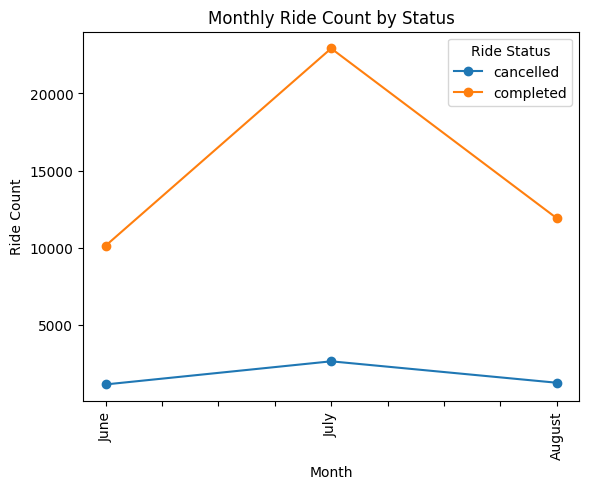 Monthly Ride Count by Status
Ride Status
cancelled
completed
20000
15000
10000
5000
Ride Count
June
July
August
Month